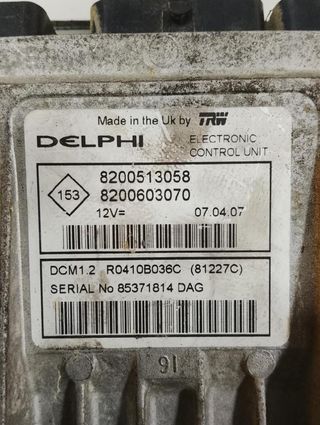 Made in the Uk by TRW
DELPHI ELECTRONIC
CONTROL UNIT
153
8200513058
8200603070
12V= 07.04.07
DCM1.2 R0410B036C (81227C)
SERIAL No 85371814 DAG
16